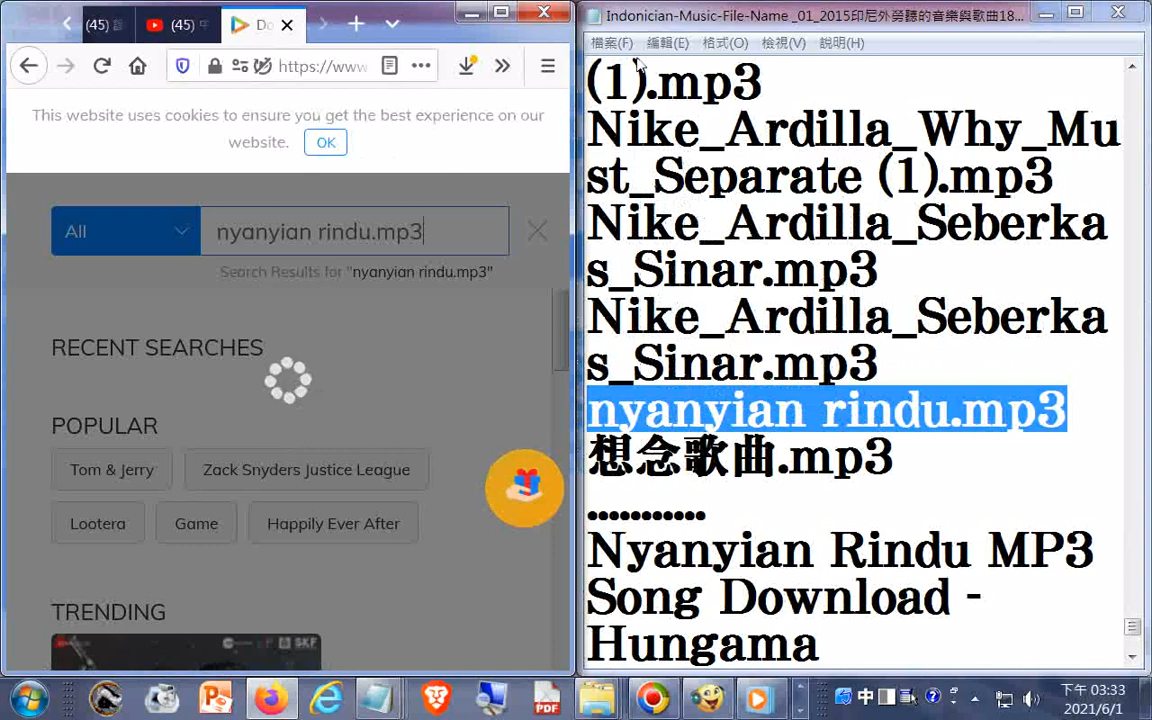 (45)
(45)
Do
https://www
This website uses cookies to ensure you get the best experience on our
website.
OK
All
nyanyian rindu.mp3
Search Results for "nyanyian rindu.mp3"
RECENT SEARCHES
POPULAR
Tom & Jerry
Zack Snyders Justice League
Lootera
Game
Happily Ever After
TRENDING
SKF
Indonician-Music-File-Name _01_2015印尼外勞聽的音樂與歌曲18...
檔案(F) 編輯(E) 格式(O) 檢視(V) 說明(H)
(1).mp3
Nike_Ardilla_Why_Mu
st_Separate (1).mp3
Nike_Ardilla_Seberka
s_Sinar.mp3
Nike_Ardilla_Seberka
s_Sinar.mp3
nyanyian rindu.mp3
想念歌曲.mp3
...........
Nyanyian Rindu MP3
Song Download -
Hungama
PDF
中
下午 03:33
2021/6/1